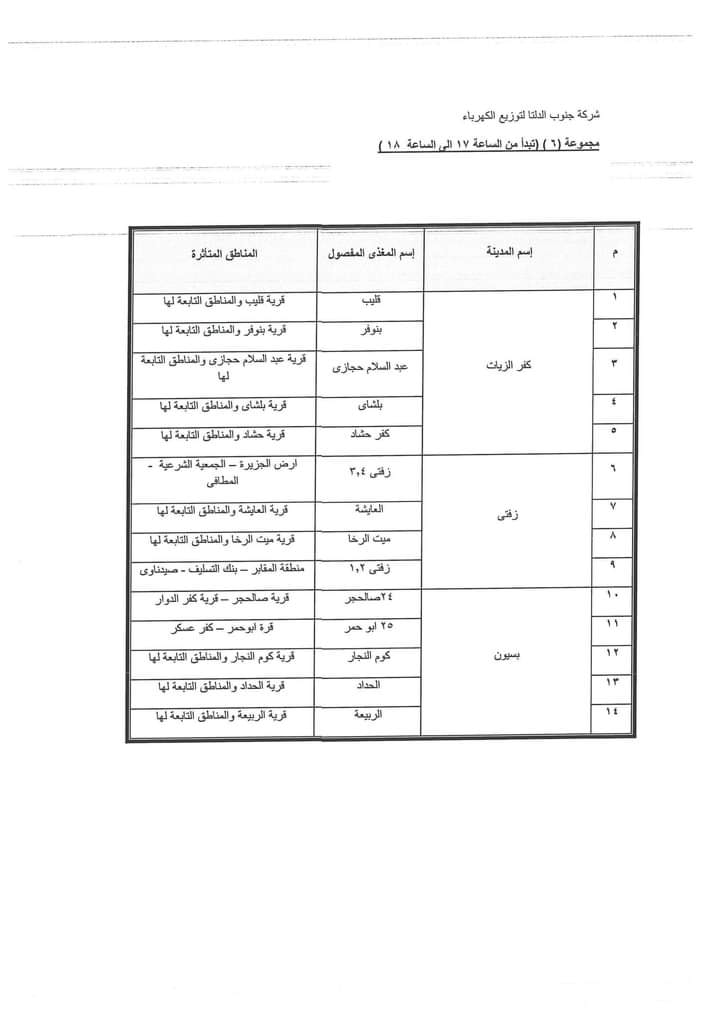 شركة جنوب الدلتا لتوزيع الكهرباء
مجموعة (٦) (تبدأ من الساعة ١٧ الى الساعة ١٨)
م إسم المدينة إسم المغذى المفصول المناطق المتأثرة
١ كفر الزيات قليب قرية قليب والمناطق التابعة لها
٢ بنوفر قرية بنوفر والمناطق التابعة لها
٣ عبد السلام حجازى قرية عبد السلام حجازى والمناطق التابعة
لها
٤ بلشاى قرية بلشاى والمناطق التابعة لها
٥ كفر حشاد قرية حشاد والمناطق التابعة لها
٦ زفتى زفتى ٣,٤ ارض الجزيرة – الجمعية الشرعية -
المطافى
٧ العايشة قرية العايشة والمناطق التابعة لها
٨ ميت الرخا قرية ميت الرخا والمناطق التابعة لها
٩ زفتى ١,٢ منطقة المقابر – بنك التسليف - صيدناوى
١٠ بسيون ٢٤صالحجر قرية صالحجر – قرية كفر الدوار
١١ ٢٥ ابو حمر قرة ابوحمر – كفر عسكر
١٢ كوم النجار قرية كوم النجار والمناطق التابعة لها
١٣ الحداد قرية الحداد والمناطق التابعة لها
١٤ الربيعة قرية الربيعة والمناطق التابعة لها